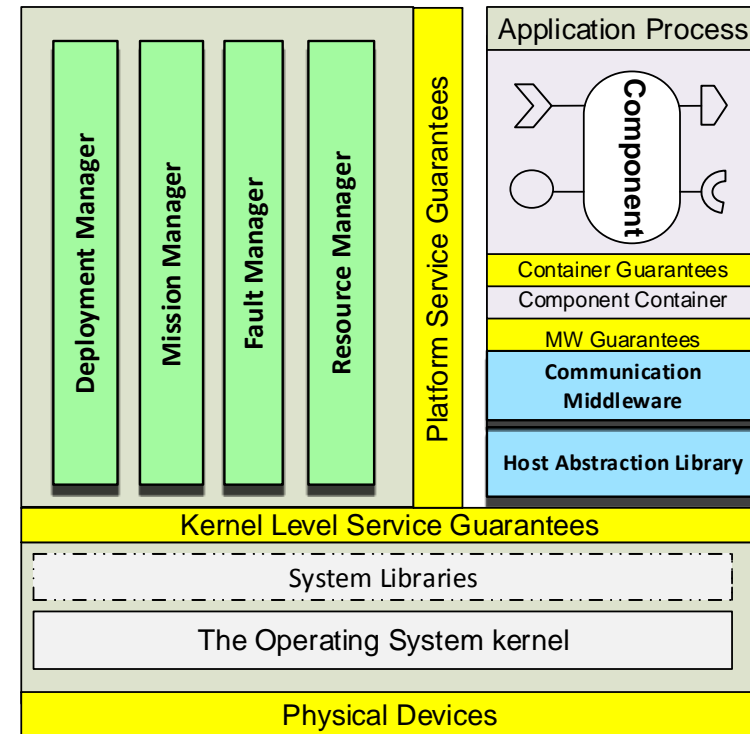 Deployment Manager
Mission Manager
Fault Manager
Resource Manager
Platform Service Guarantees
Application Process
Component
Container Guarantees
Component Container
MW Guarantees
Communication
Middleware
Host Abstraction Library
Kernel Level Service Guarantees
System Libraries
The Operating System kernel
Physical Devices